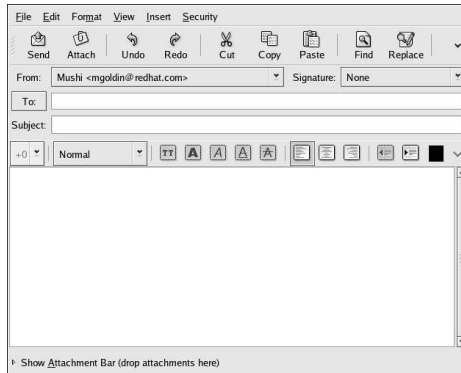 File Edit Format View Insert Security
Send Attach Undo Redo Cut Copy Paste Find Replace
From: Mushi <mgoldin@redhat.com> Signature: None
To:
Subject:
+0 Normal TT A A A A
Show Attachment Bar (drop attachments here)